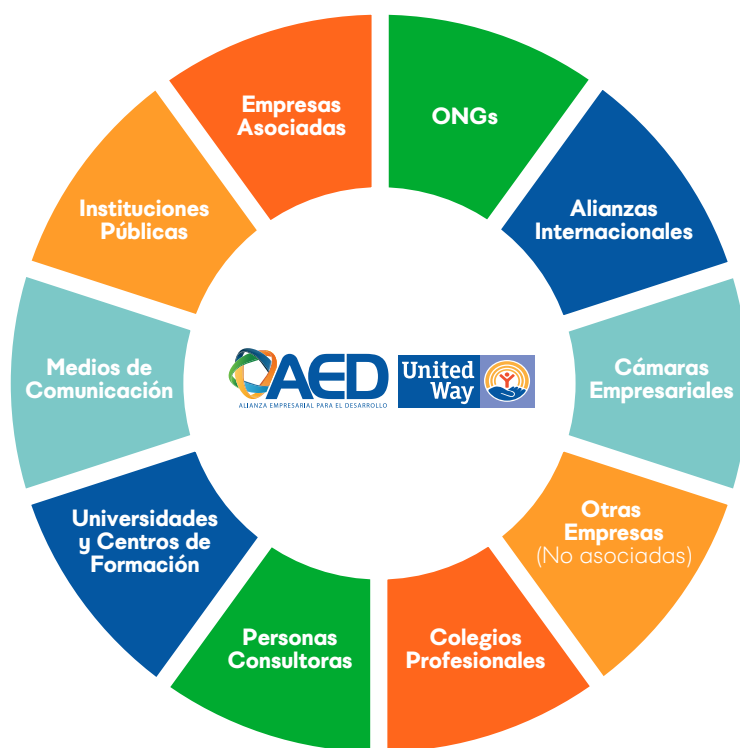 Empresas
Asociadas
ONGs
Alianzas
Internacionales
Cámaras
Empresariales
Otras
Empresas
(No asociadas)
Colegios
Profesionales
Personas
Consultoras
Universidades
y Centros de
Formación
Medios de
Comunicación
Instituciones
Públicas
AED
ALIANZA EMPRESARIAL PARA EL DESARROLLO
United
Way